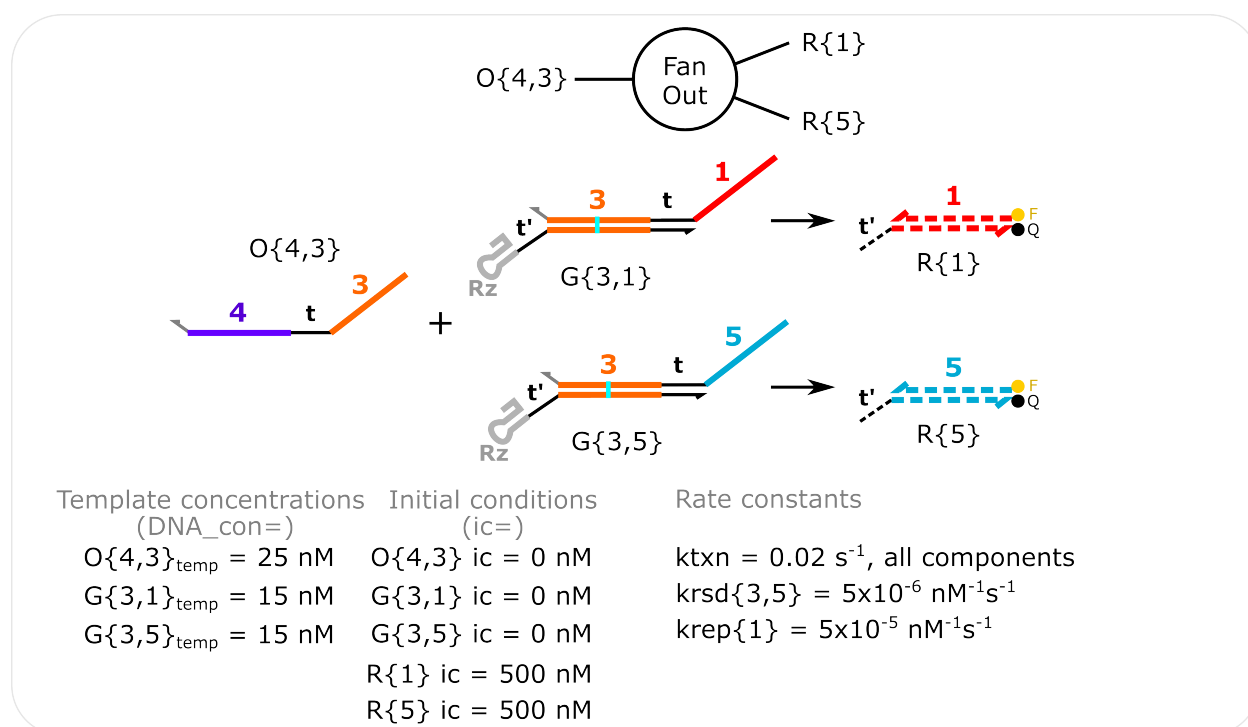 R{1}
Fan
Out
O{4,3}
R{5}
1
3
t
t'
Rz
G{3,1}
1
F
Q
t'
R{1}
O{4,3}
4
t
3
+
5
3
t
t'
Rz
G{3,5}
5
F
Q
t'
R{5}
Template concentrations
(DNA_con=)
O{4,3}temp = 25 nM
G{3,1}temp = 15 nM
G{3,5}temp = 15 nM
Initial conditions
(ic=)
O{4,3} ic = 0 nM
G{3,1} ic = 0 nM
G{3,5} ic = 0 nM
R{1} ic = 500 nM
R{5} ic = 500 nM
Rate constants
ktxn = 0.02 s⁻¹, all components
krsd{3,5} = 5x10⁻⁶ nM⁻¹s⁻¹
krep{1} = 5x10⁻⁵ nM⁻¹s⁻¹